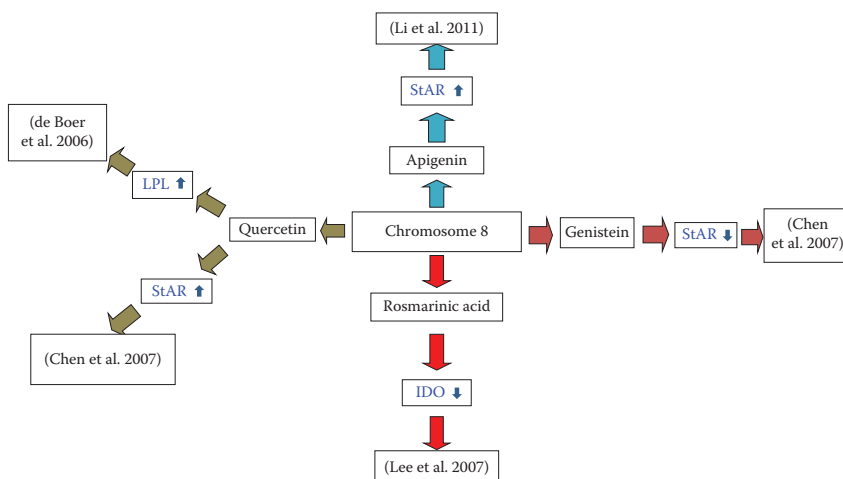 (Li et al. 2011)
StAR
(de Boer
et al. 2006)
Apigenin
LPL
Quercetin
Chromosome 8
Genistein
StAR
(Chen
et al. 2007)
StAR
Rosmarinic acid
(Chen et al. 2007)
IDO
(Lee et al. 2007)